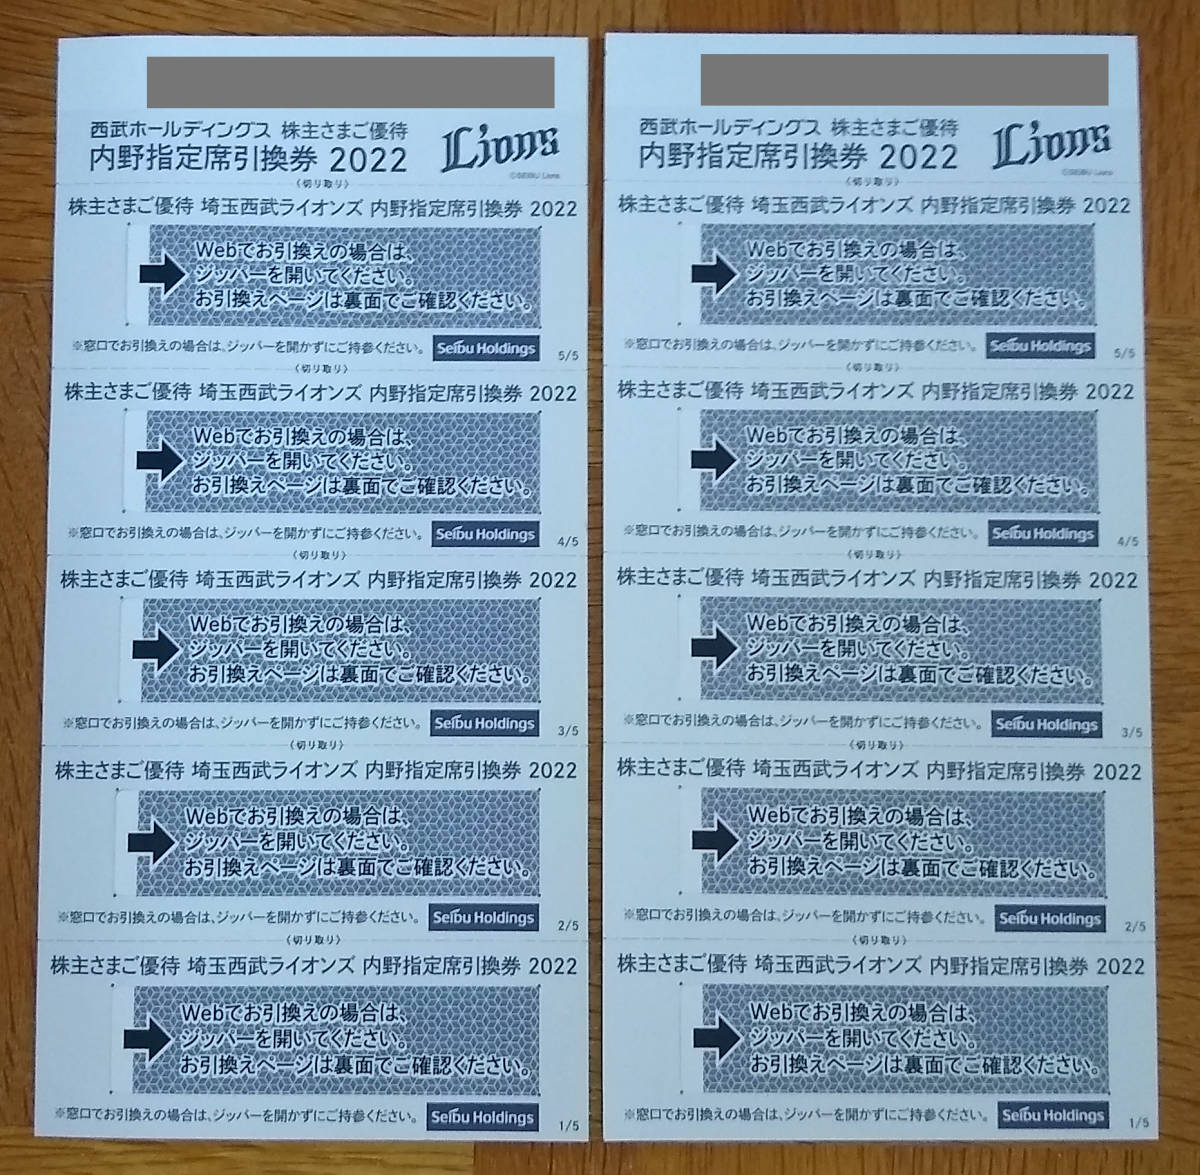 西武ホールディングス 株主さまご優待
内野指定席引換券 2022
Lions
©SEIBU Lions
〈切り取り〉
株主さまご優待 埼玉西武ライオンズ 内野指定席引換券 2022
Webでお引換えの場合は、
ジッパーを開いてください。
お引換えページは裏面でご確認ください。
※窓口でお引換えの場合は、ジッパーを開かずにご持参ください。
Seibu Holdings
5/5
〈切り取り〉
株主さまご優待 埼玉西武ライオンズ 内野指定席引換券 2022
Webでお引換えの場合は、
ジッパーを開いてください。
お引換えページは裏面でご確認ください。
※窓口でお引換えの場合は、ジッパーを開かずにご持参ください。
Seibu Holdings
4/5
〈切り取り〉
株主さまご優待 埼玉西武ライオンズ 内野指定席引換券 2022
Webでお引換えの場合は、
ジッパーを開いてください。
お引換えページは裏面でご確認ください。
※窓口でお引換えの場合は、ジッパーを開かずにご持参ください。
Seibu Holdings
3/5
〈切り取り〉
株主さまご優待 埼玉西武ライオンズ 内野指定席引換券 2022
Webでお引換えの場合は、
ジッパーを開いてください。
お引換えページは裏面でご確認ください。
※窓口でお引換えの場合は、ジッパーを開かずにご持参ください。
Seibu Holdings
2/5
〈切り取り〉
株主さまご優待 埼玉西武ライオンズ 内野指定席引換券 2022
Webでお引換えの場合は、
ジッパーを開いてください。
お引換えページは裏面でご確認ください。
※窓口でお引換えの場合は、ジッパーを開かずにご持参ください。
Seibu Holdings
1/5
西武ホールディングス 株主さまご優待
内野指定席引換券 2022
Lions
©SEIBU Lions
〈切り取り〉
株主さまご優待 埼玉西武ライオンズ 内野指定席引換券 2022
Webでお引換えの場合は、
ジッパーを開いてください。
お引換えページは裏面でご確認ください。
※窓口でお引換えの場合は、ジッパーを開かずにご持参ください。
Seibu Holdings
5/5
〈切り取り〉
株主さまご優待 埼玉西武ライオンズ 内野指定席引換券 2022
Webでお引換えの場合は、
ジッパーを開いてください。
お引換えページは裏面でご確認ください。
※窓口でお引換えの場合は、ジッパーを開かずにご持参ください。
Seibu Holdings
4/5
〈切り取り〉
株主さまご優待 埼玉西武ライオンズ 内野指定席引換券 2022
Webでお引換えの場合は、
ジッパーを開いてください。
お引換えページは裏面でご確認ください。
※窓口でお引換えの場合は、ジッパーを開かずにご持参ください。
Seibu Holdings
3/5
〈切り取り〉
株主さまご優待 埼玉西武ライオンズ 内野指定席引換券 2022
Webでお引換えの場合は、
ジッパーを開いてください。
お引換えページは裏面でご確認ください。
※窓口でお引換えの場合は、ジッパーを開かずにご持参ください。
Seibu Holdings
2/5
〈切り取り〉
株主さまご優待 埼玉西武ライオンズ 内野指定席引換券 2022
Webでお引換えの場合は、
ジッパーを開いてください。
お引換えページは裏面でご確認ください。
※窓口でお引換えの場合は、ジッパーを開かずにご持参ください。
Seibu Holdings
1/5